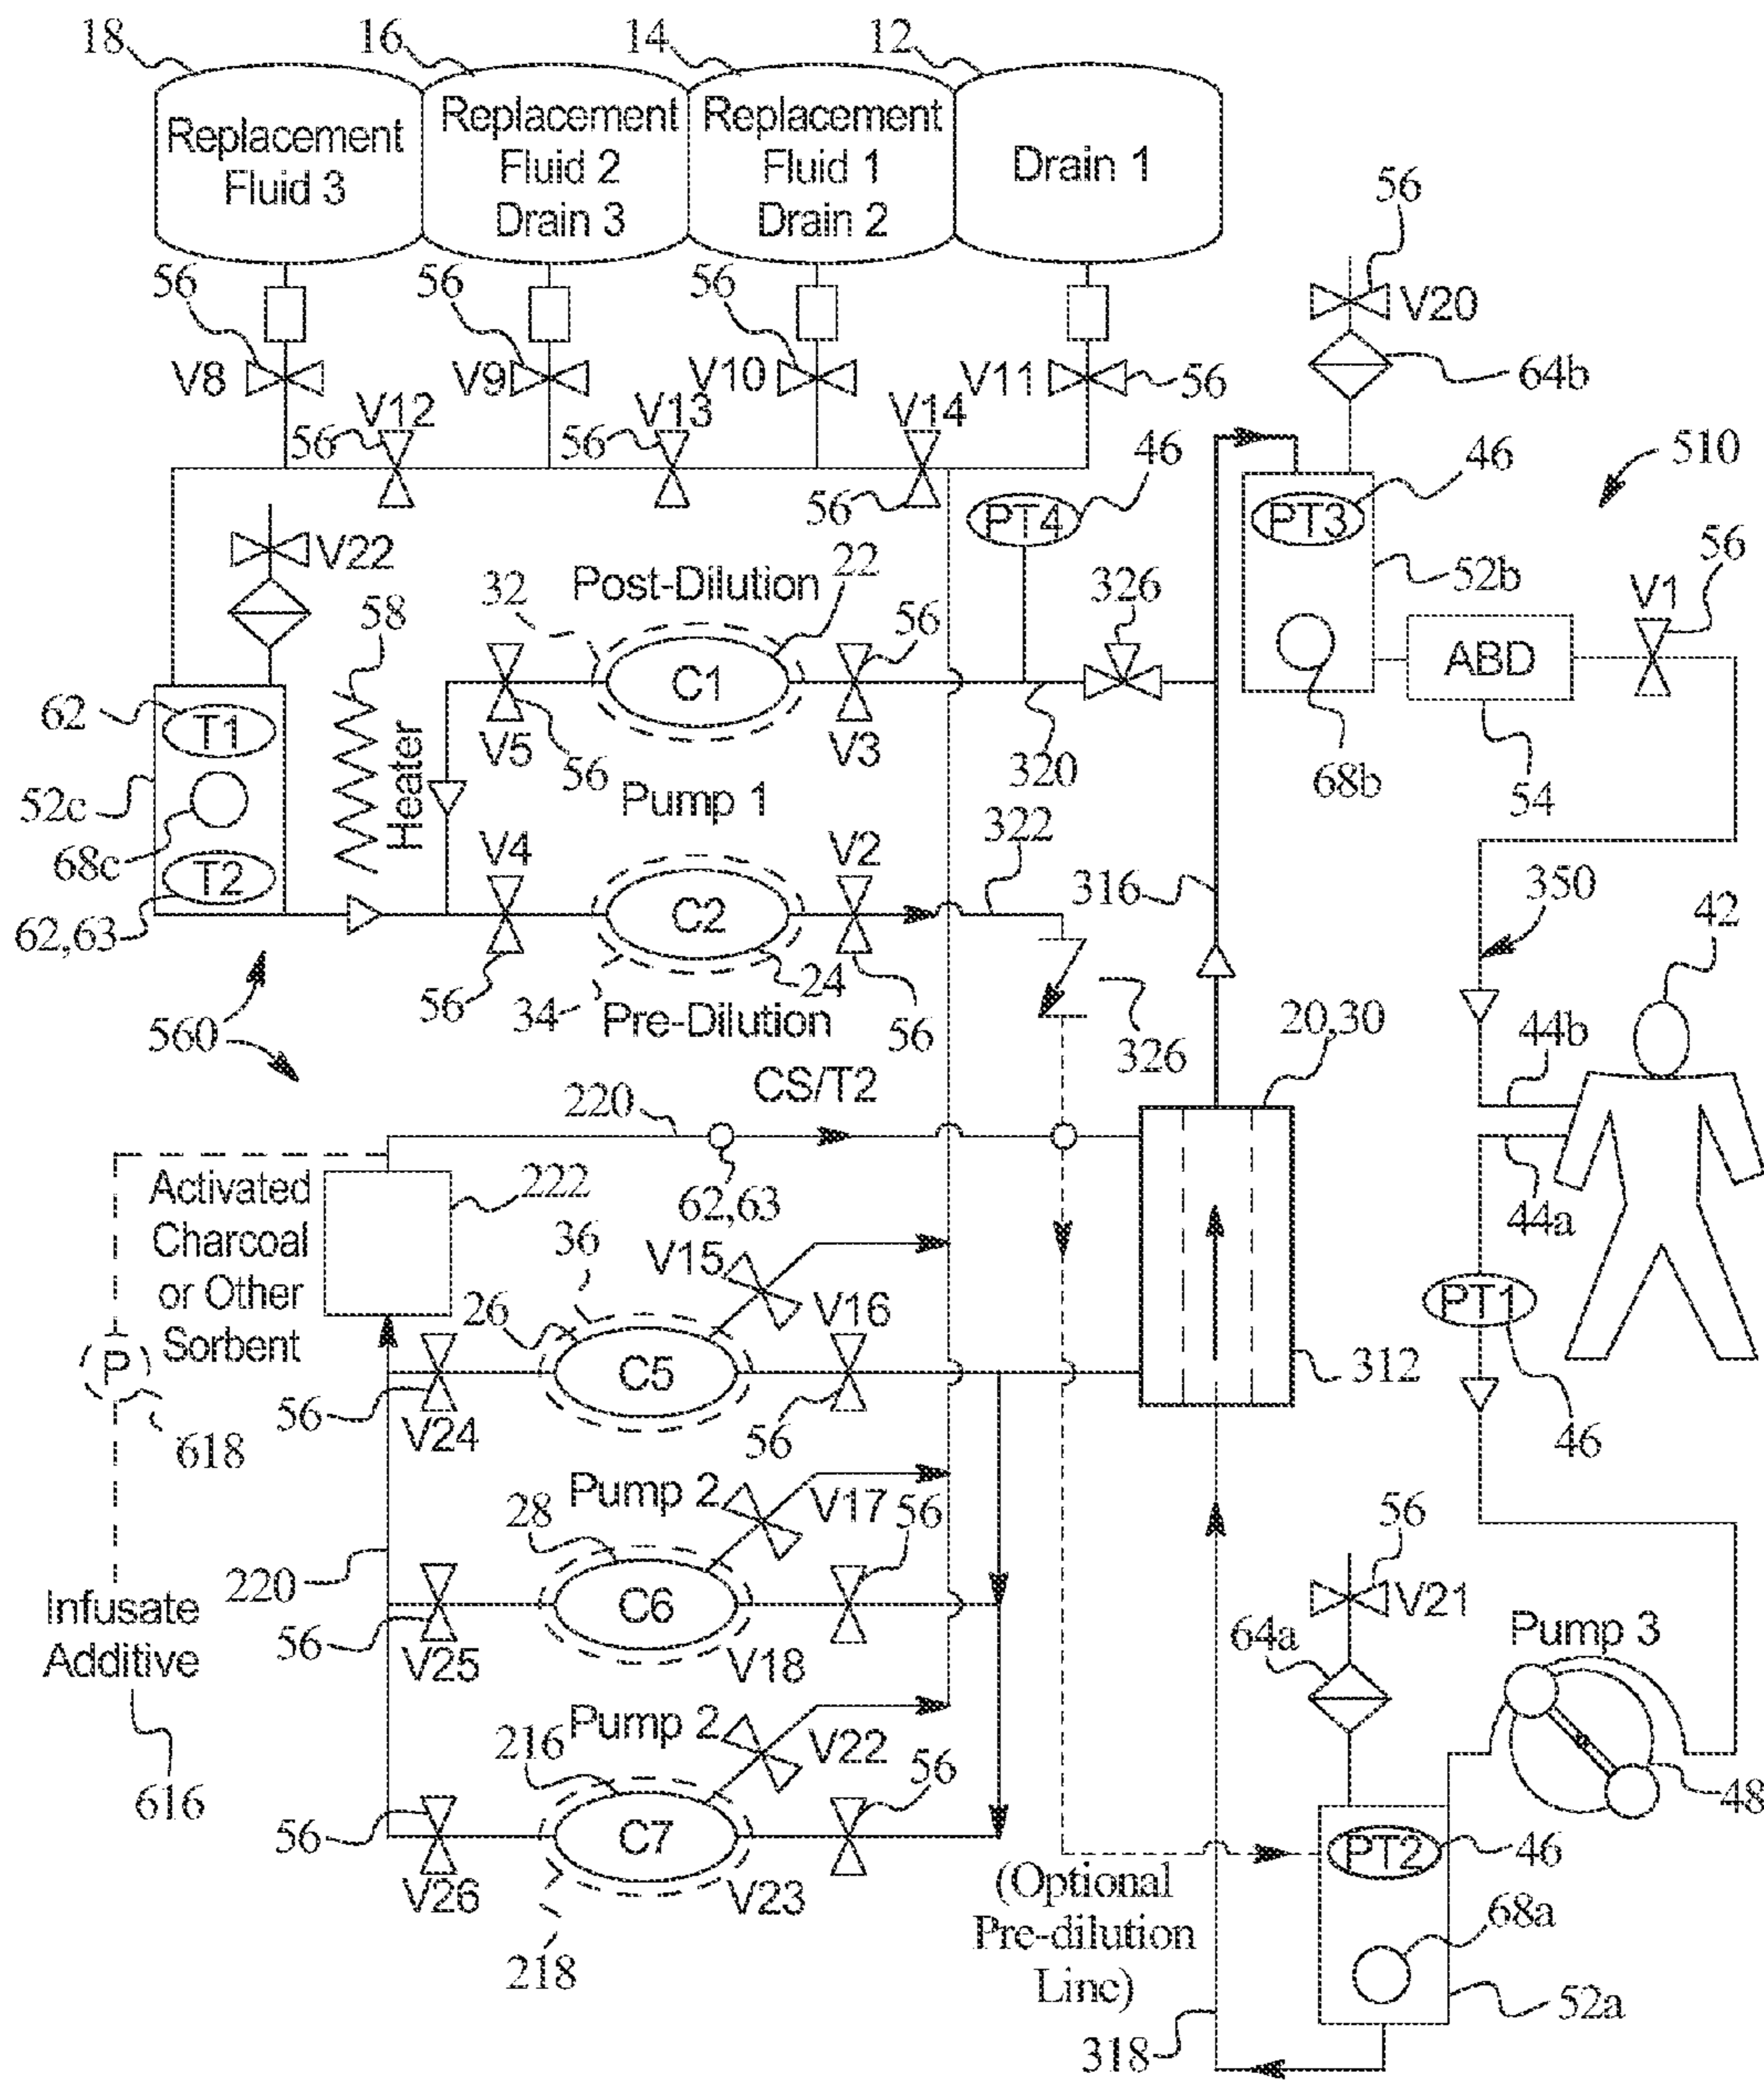 18
16
14
12
Replacement
Fluid 3
Replacement
Fluid 2
Drain 3
Replacement
Fluid 1
Drain 2
Drain 1
56
56
56
56
V20
V8
V9
V10
V11
56
64b
V12
V13
V14
56
56
56
46
46
510
PT4
PT3
V22
58
32
Post-Dilution
22
56
326
52b
V1
56
62
T1
C1
ABD
V5
56
V3
320
68b
54
52c
Heater
Pump 1
68c
T2
V4
V2
322
316
350
42
62,63
C2
56
34
24
56
Pre-Dilution
560
326
20,30
44b
CS/T2
220
44a
Activated
Charcoal
or Other
Sorbent
222
62,63
36
V15
26
V16
PT1
P
C5
312
56
V24
56
46
618
Pump 2
V17
56
28
56
220
Infusate
Additive
C6
V21
56
V25
V18
64a
Pump 3
Pump 2
V22
216
56
616
56
48
C7
PT2
46
V26
V23
(Optional
Pre-dilution
Line)
68a
218
52a
318